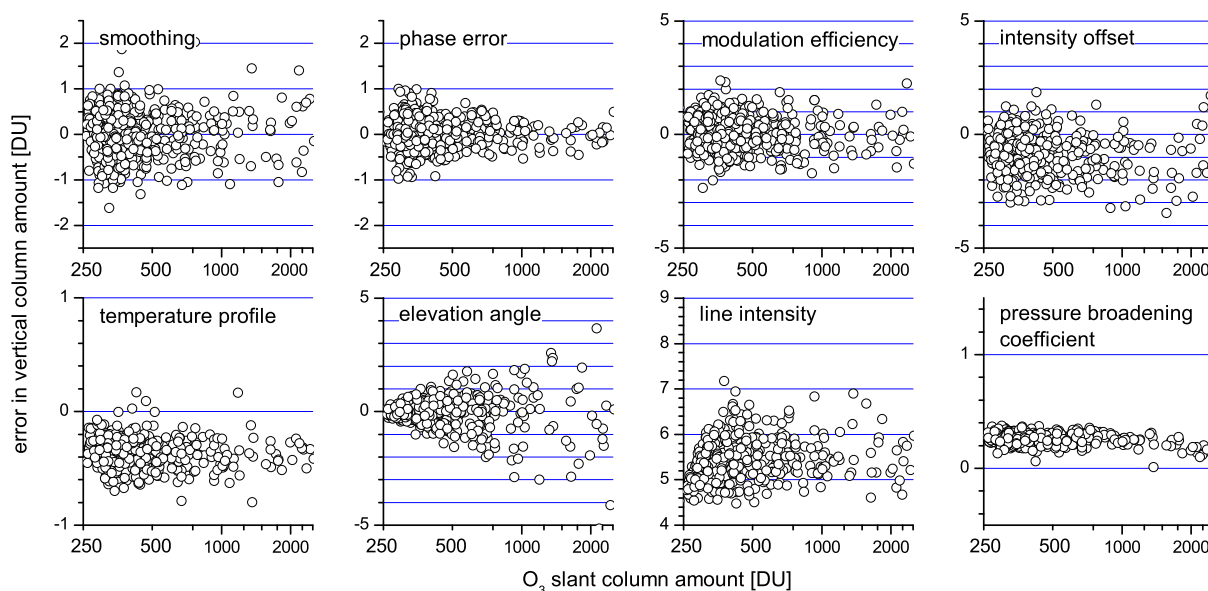 smoothing
phase error
modulation efficiency
intensity offset
2
1
0
-1
-2
250 500 1000 2000
2
1
0
-1
-2
250 500 1000 2000
5
0
-5
250 500 1000 2000
5
0
-5
250 500 1000 2000
error in vertical column amount [DU]
temperature profile
elevation angle
line intensity
pressure broadening
coefficient
1
0
-1
250 500 1000 2000
5
0
-5
250 500 1000 2000
9
8
7
6
5
4
250 500 1000 2000
1
0
250 500 1000 2000
O₃ slant column amount [DU]